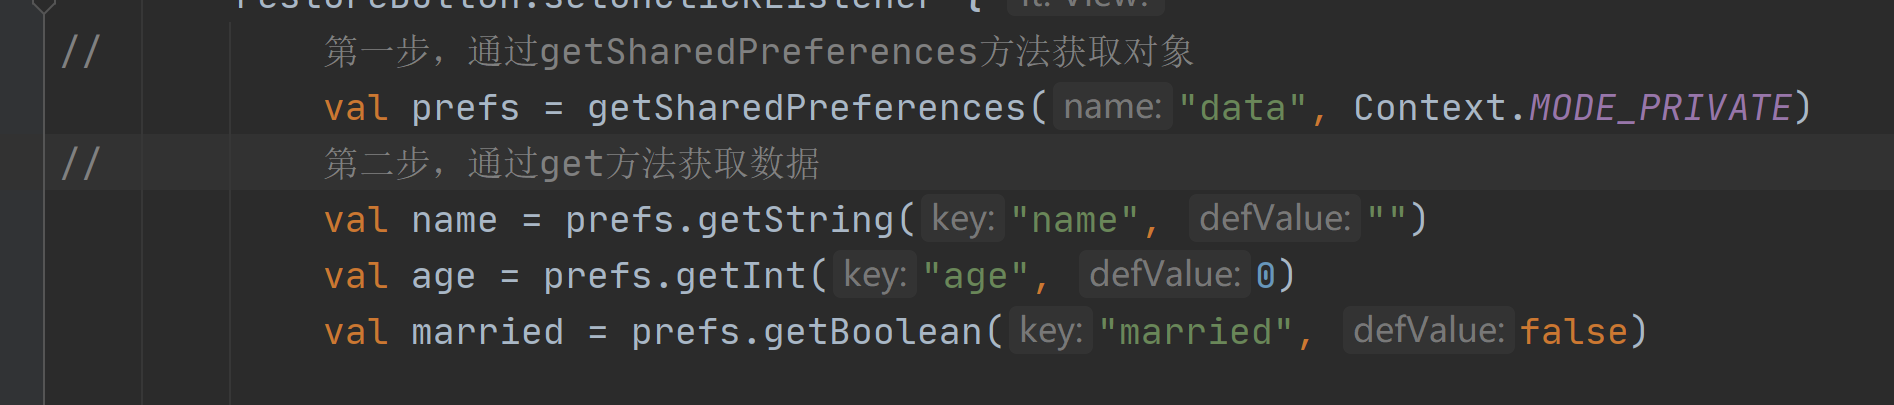 restoreButton.setOnClickListener { it: View!
// 第一步，通过getSharedPreferences方法获取对象
val prefs = getSharedPreferences( name: "data", Context.MODE_PRIVATE)
// 第二步，通过get方法获取数据
val name = prefs.getString( key: "name", defValue: "")
val age = prefs.getInt( key: "age", defValue: 0)
val married = prefs.getBoolean( key: "married", defValue: false)